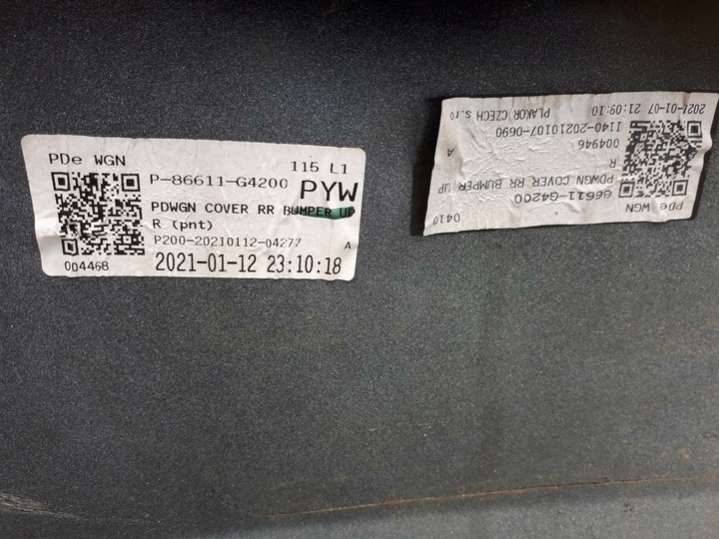 PDe WGN
115 L1
P-86611-G4200
PYW
PDWGN COVER RR BUMPER UP
R (pnt)
P200-20210112-04277
A
004468
2021-01-12 23:10:18
PDe WGN
0410
86611-G4200
PDWGN COVER RR BUMPER UP
R
A
004946
I140-20210107-0690
PLAKOR CZECH s.ro
2021-01-07 21:09:10